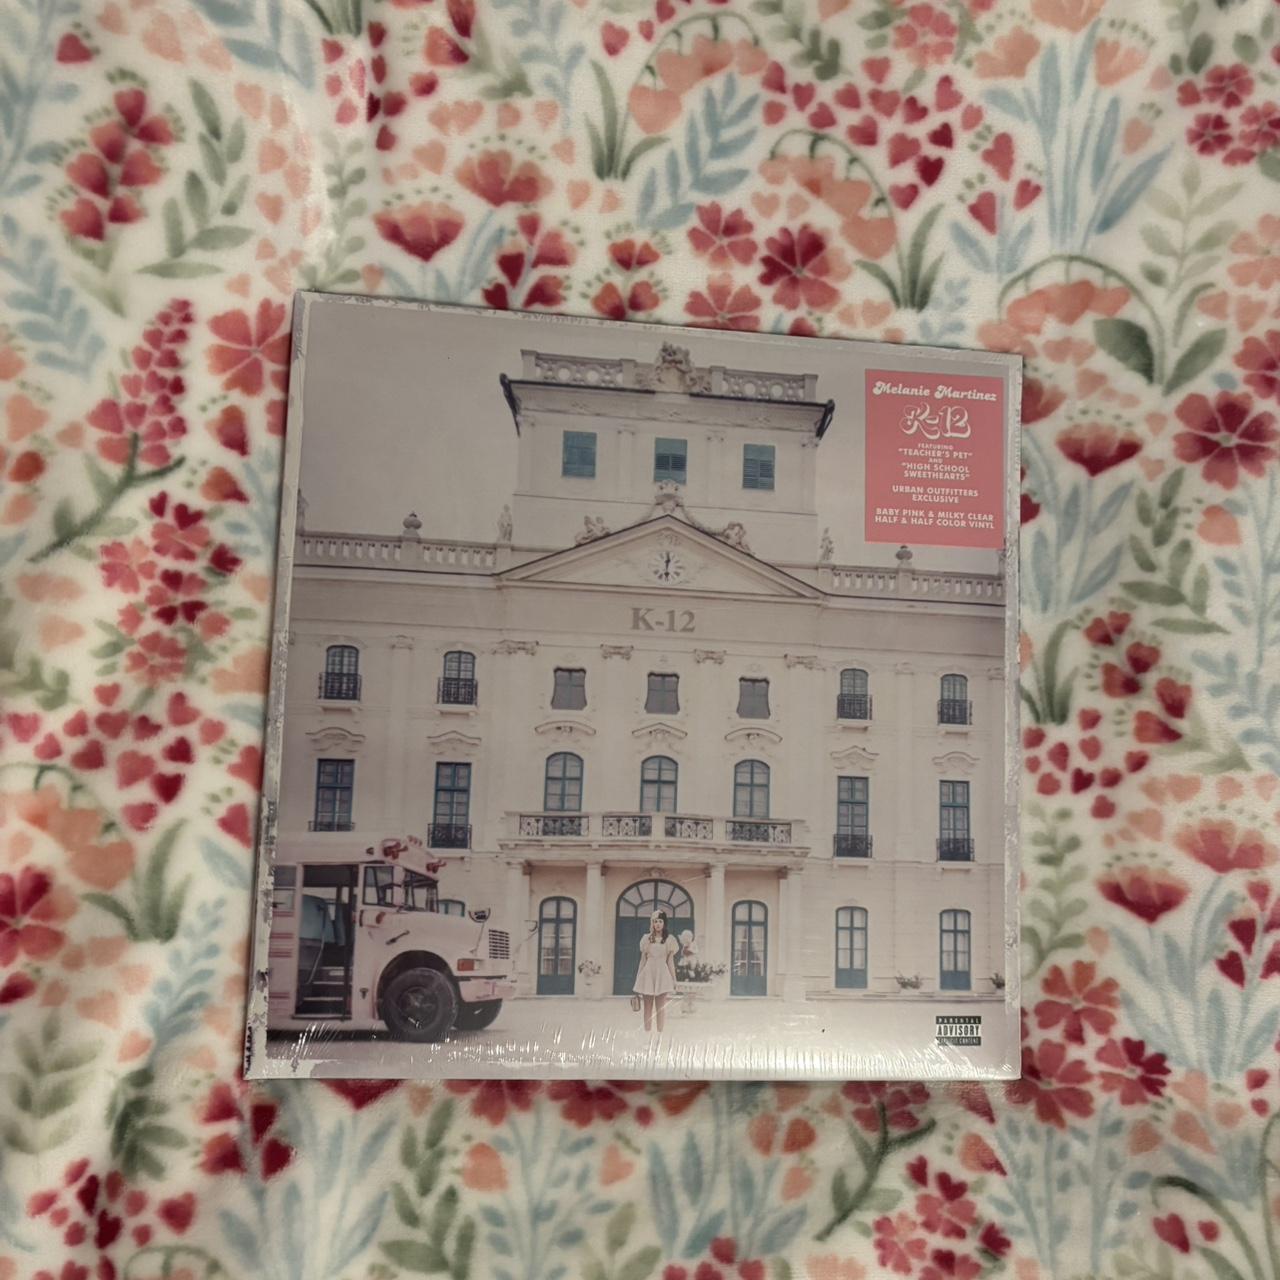 Melanie Martinez
K-12
FEATURING
"TEACHER'S PET"
AND
"HIGH SCHOOL
SWEETHEARTS"
URBAN OUTFITTERS
EXCLUSIVE
BABY PINK & MILKY CLEAR
HALF & HALF COLOR VINYL
K-12
PARENTAL
ADVISORY
EXPLICIT CONTENT